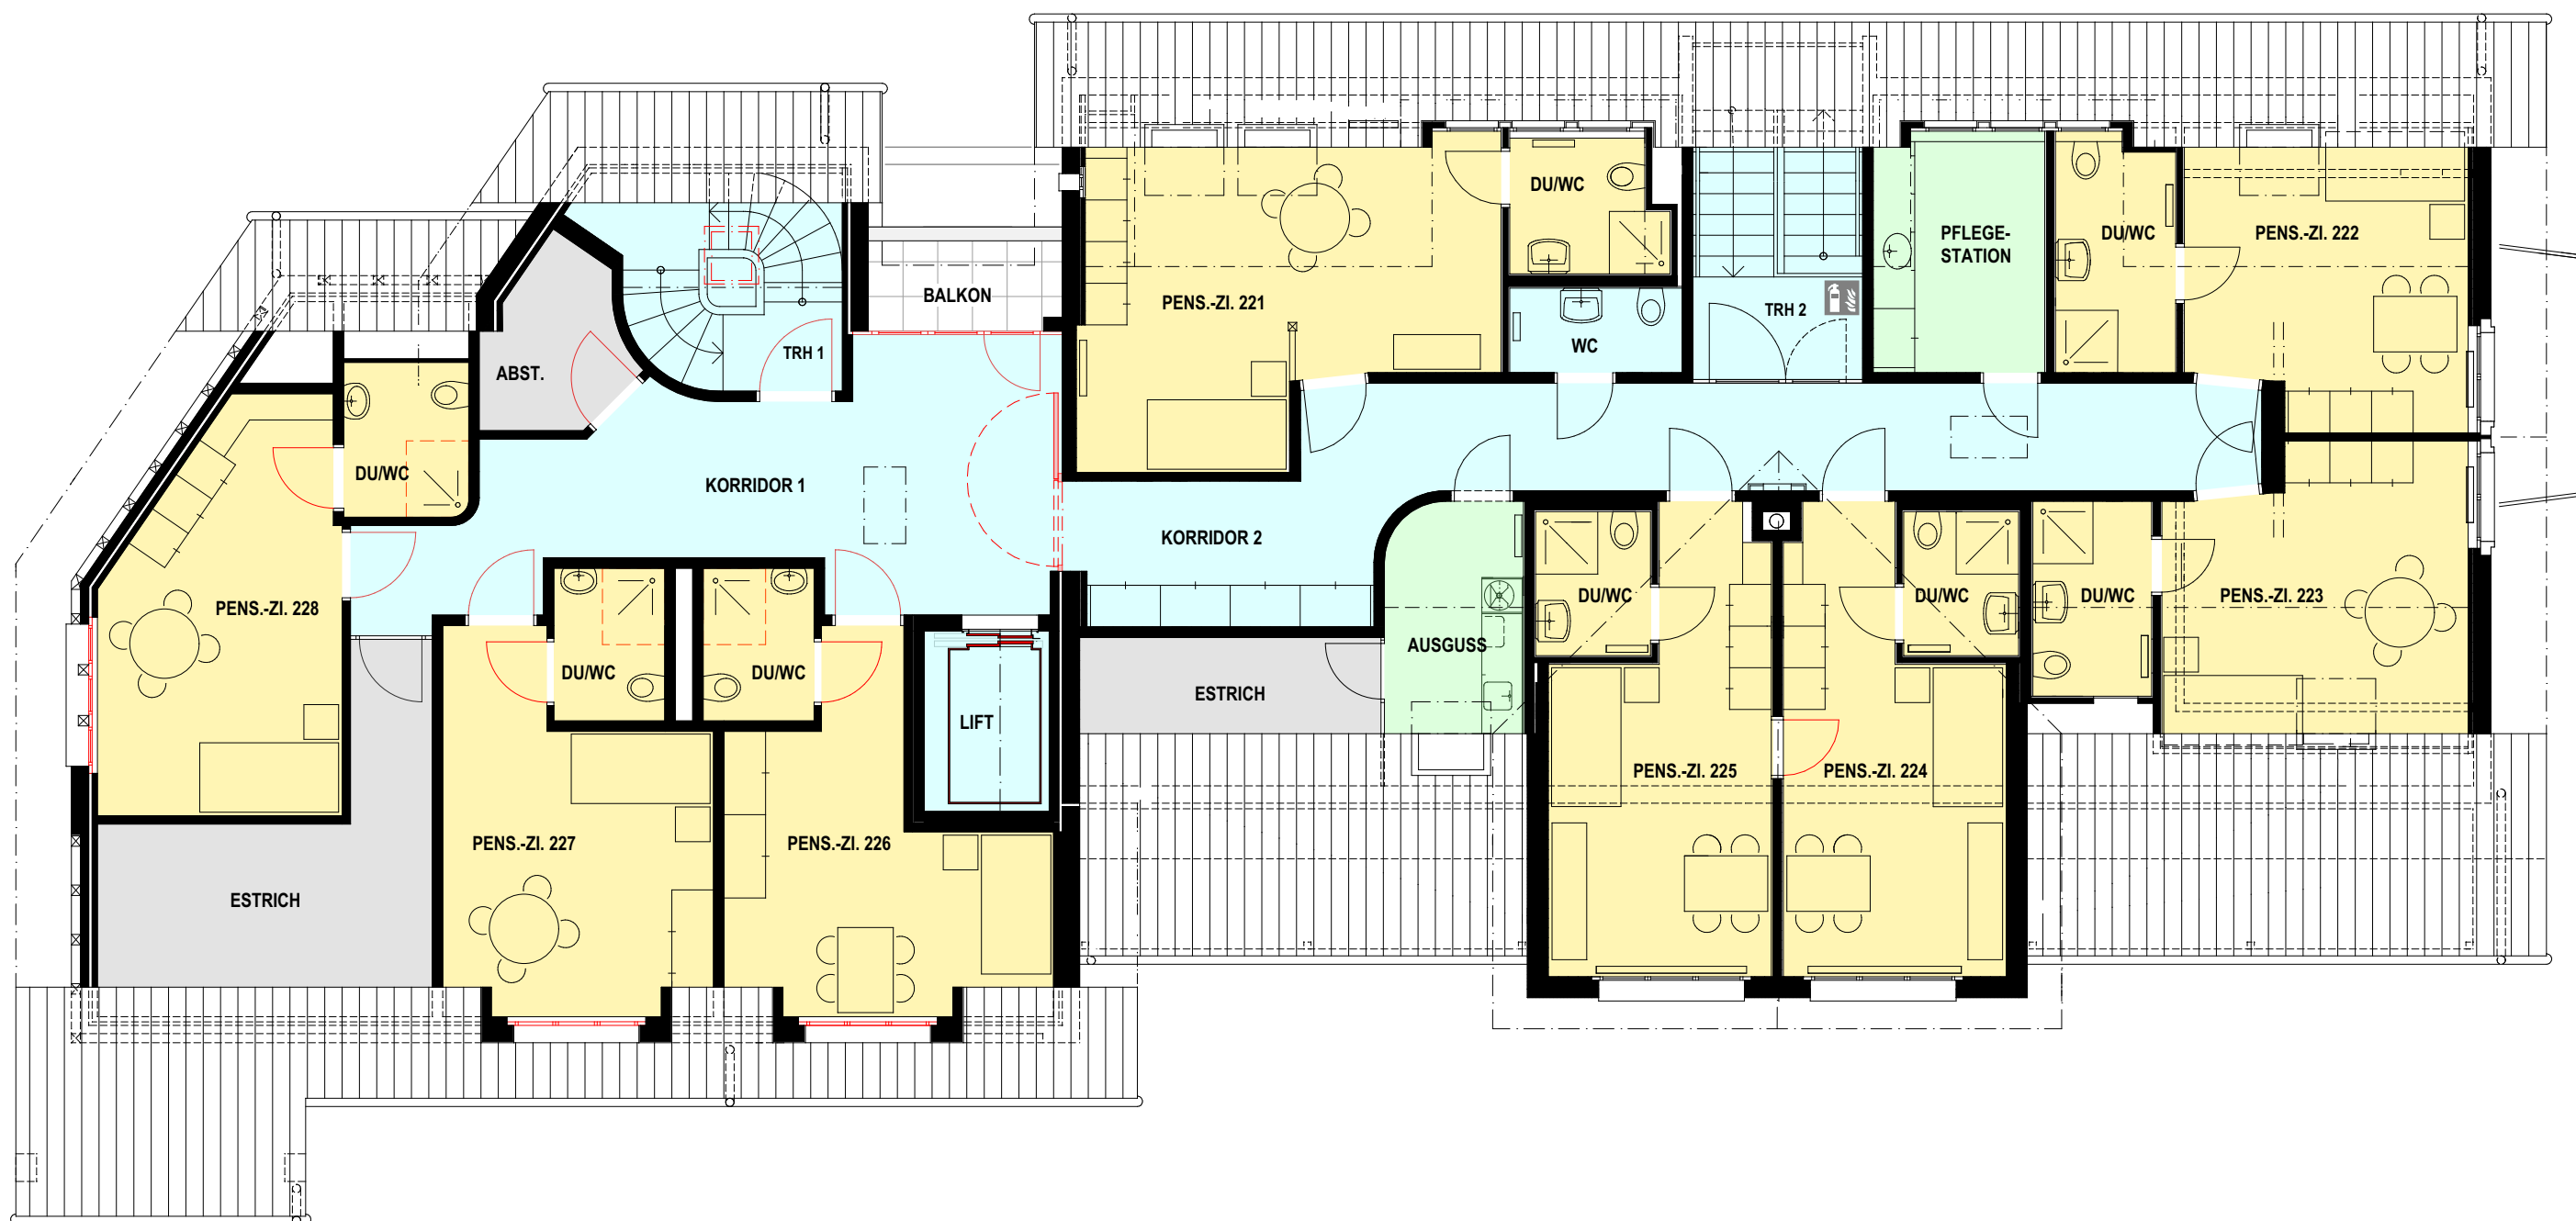 DU/WC
PENS.-ZI. 221
BALKON
TRH 1
ABST.
WC
TRH 2
PFLEGE-
STATION
DU/WC
PENS.-ZI. 222
DU/WC
KORRIDOR 1
KORRIDOR 2
PENS.-ZI. 228
DU/WC
DU/WC
LIFT
ESTRICH
AUSGUSS
DU/WC
DU/WC
DU/WC
PENS.-ZI. 223
PENS.-ZI. 225
PENS.-ZI. 224
PENS.-ZI. 227
PENS.-ZI. 226
ESTRICH